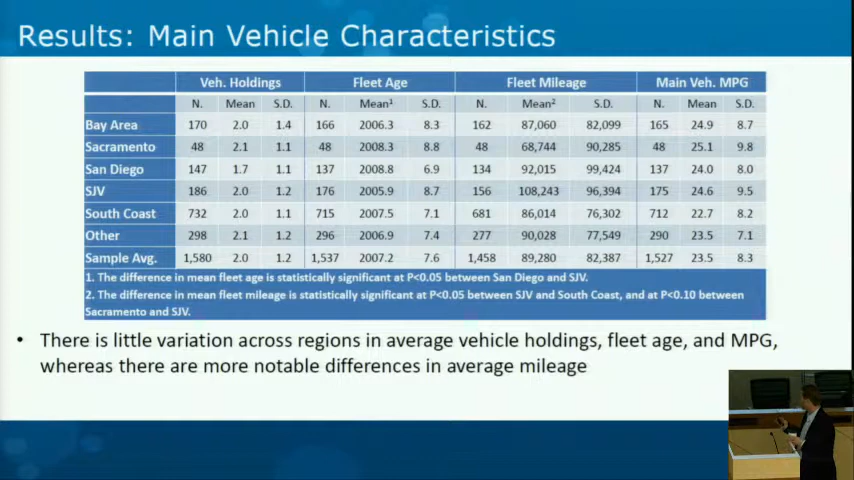 Results: Main Vehicle Characteristics
Veh. Holdings Fleet Age Fleet Mileage Main Veh. MPG
N. Mean S.D. N. Mean¹ S.D. N. Mean² S.D. N. Mean S.D.
Bay Area 170 2.0 1.4 166 2006.3 8.3 162 87,060 82,099 165 24.9 8.7
Sacramento 48 2.1 1.1 48 2008.3 8.8 48 68,744 90,285 48 25.1 9.8
San Diego 147 1.7 1.1 137 2008.8 6.9 134 92,015 99,424 137 24.0 8.0
SJV 186 2.0 1.2 176 2005.9 8.7 156 108,243 96,394 175 24.6 9.5
South Coast 732 2.0 1.1 715 2007.5 7.1 681 86,014 76,302 712 22.7 8.2
Other 298 2.1 1.2 296 2006.9 7.4 277 90,028 77,549 290 23.5 7.1
Sample Avg. 1,580 2.0 1.2 1,537 2007.2 7.6 1,458 89,280 82,387 1,527 23.5 8.3
1. The difference in mean fleet age is statistically significant at P<0.05 between San Diego and SJV.
2. The difference in mean fleet mileage is statistically significant at P<0.05 between SJV and South Coast, and at P<0.10 between
Sacramento and SJV.
• There is little variation across regions in average vehicle holdings, fleet age, and MPG,
whereas there are more notable differences in average mileage